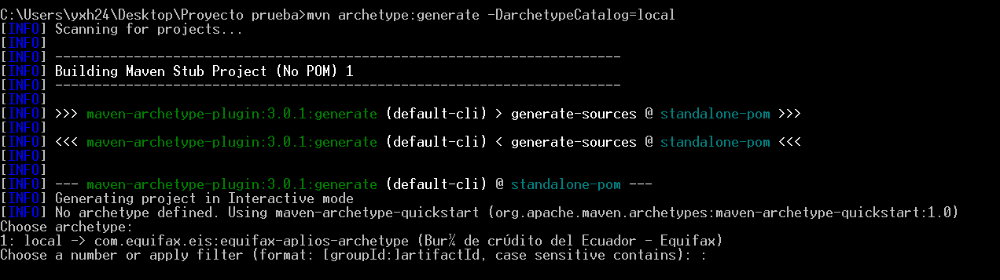 C:\Users\yxh24\Desktop\Proyecto prueba>mvn archetype:generate -DarchetypeCatalog=local
[INFO] Scanning for projects...
[INFO]
[INFO] ------------------------------------------------------------------------
[INFO] Building Maven Stub Project (No POM) 1
[INFO] ------------------------------------------------------------------------
[INFO]
[INFO] >>> maven-archetype-plugin:3.0.1:generate (default-cli) > generate-sources @ standalone-pom >>>
[INFO]
[INFO] <<< maven-archetype-plugin:3.0.1:generate (default-cli) < generate-sources @ standalone-pom <<<
[INFO]
[INFO]
[INFO] --- maven-archetype-plugin:3.0.1:generate (default-cli) @ standalone-pom ---
[INFO] Generating project in Interactive mode
[INFO] No archetype defined. Using maven-archetype-quickstart (org.apache.maven.archetypes:maven-archetype-quickstart:1.0)
Choose archetype:
1: local -> com.equifax.eis:equifax-aplios-archetype (Bur¾ de crúdito del Ecuador - Equifax)
Choose a number or apply filter (format: [groupId:]artifactId, case sensitive contains): :